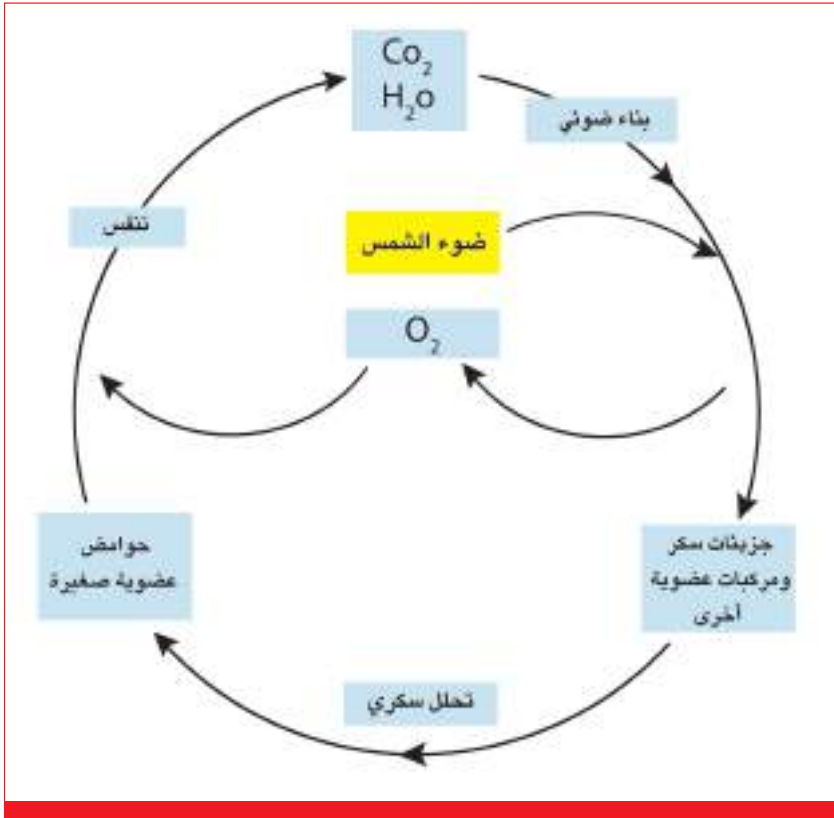 Co₂
H₂o
بناء ضوئي
تنفس
ضوء الشمس
O₂
حوامض
عضوية صغيرة
جزيئات سكر
ومركبات عضوية
أخرى
تحلل سكري